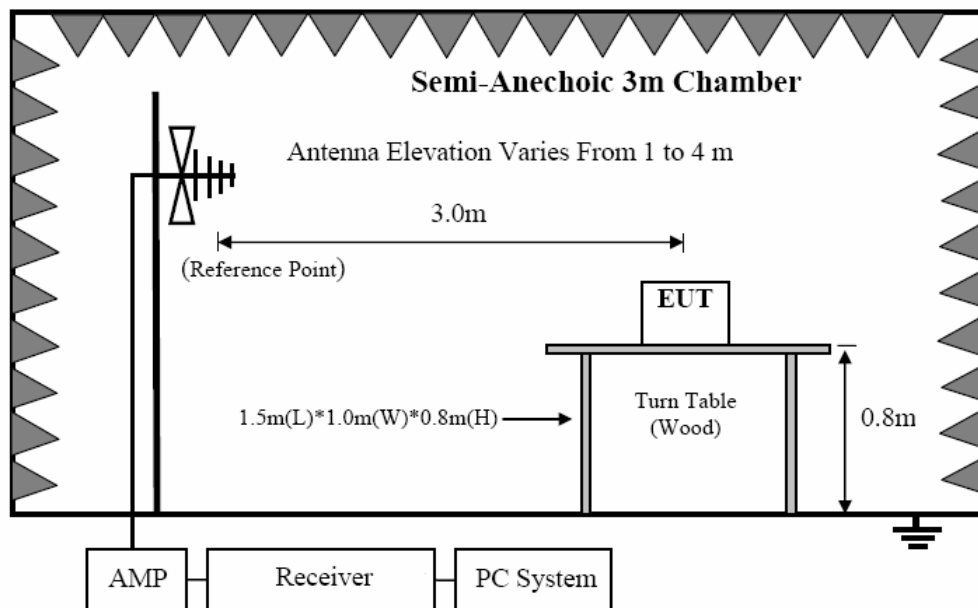 Semi-Anechoic 3m Chamber
Antenna Elevation Varies From 1 to 4 m
3.0m
(Reference Point)
EUT
1.5m(L)*1.0m(W)*0.8m(H)
Turn Table
(Wood)
0.8m
AMP
Receiver
PC System